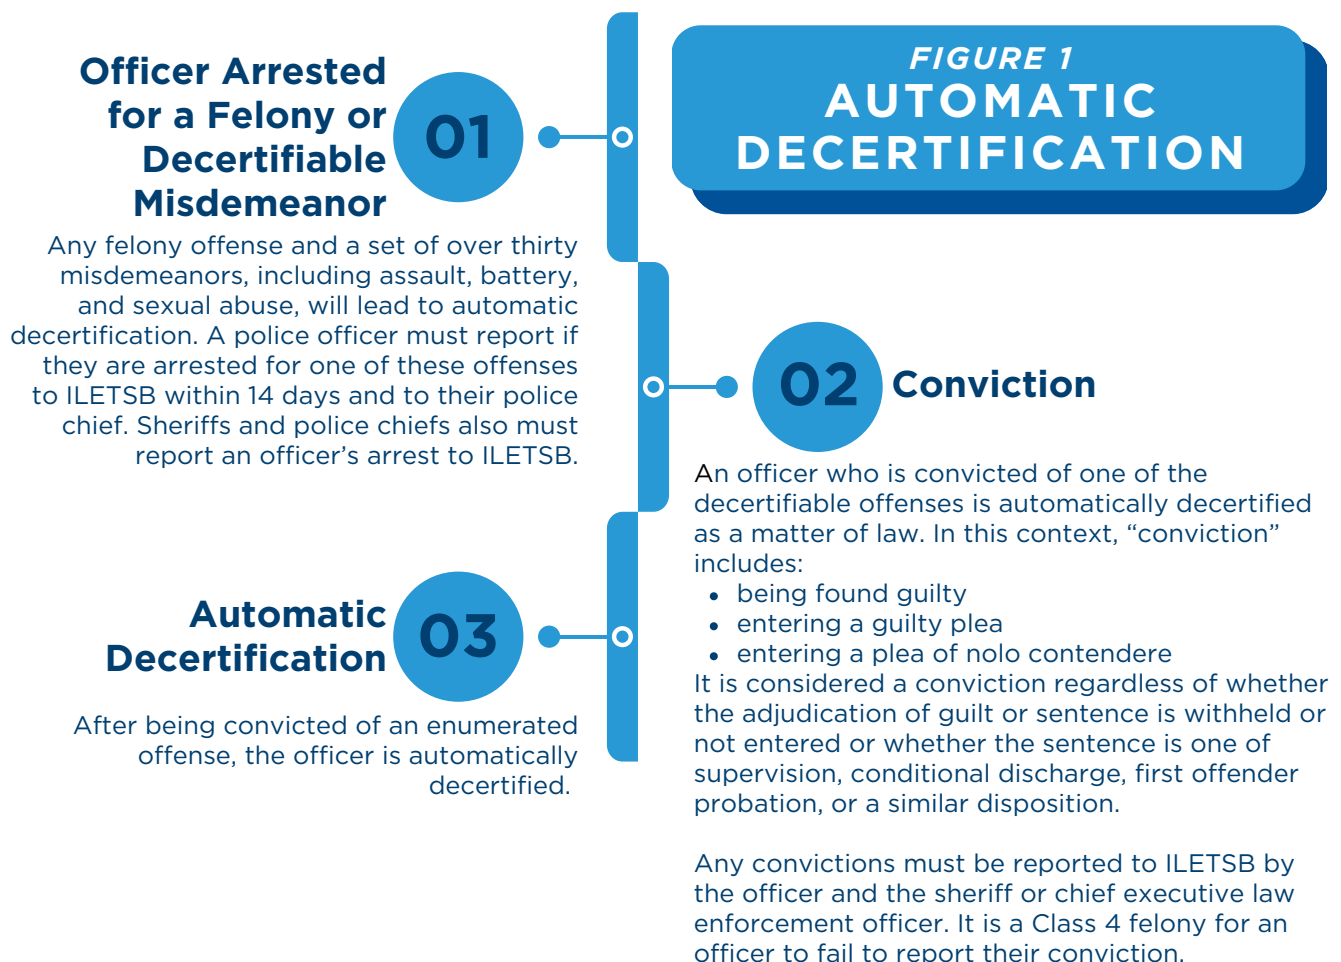 FIGURE 1
AUTOMATIC
DECERTIFICATION
01
Officer Arrested
for a Felony or
Decertifiable
Misdemeanor
Any felony offense and a set of over thirty
misdemeanors, including assault, battery,
and sexual abuse, will lead to automatic
decertification. A police officer must report if
they are arrested for one of these offenses
to ILETSB within 14 days and to their police
chief. Sheriffs and police chiefs also must
report an officer’s arrest to ILETSB.
02
Conviction
An officer who is convicted of one of the
decertifiable offenses is automatically decertified
as a matter of law. In this context, “conviction”
includes:
• being found guilty
• entering a guilty plea
• entering a plea of nolo contendere
It is considered a conviction regardless of whether
the adjudication of guilt or sentence is withheld or
not entered or whether the sentence is one of
supervision, conditional discharge, first offender
probation, or a similar disposition.
Any convictions must be reported to ILETSB by
the officer and the sheriff or chief executive law
enforcement officer. It is a Class 4 felony for an
officer to fail to report their conviction.
03
Automatic
Decertification
After being convicted of an enumerated
offense, the officer is automatically
decertified.